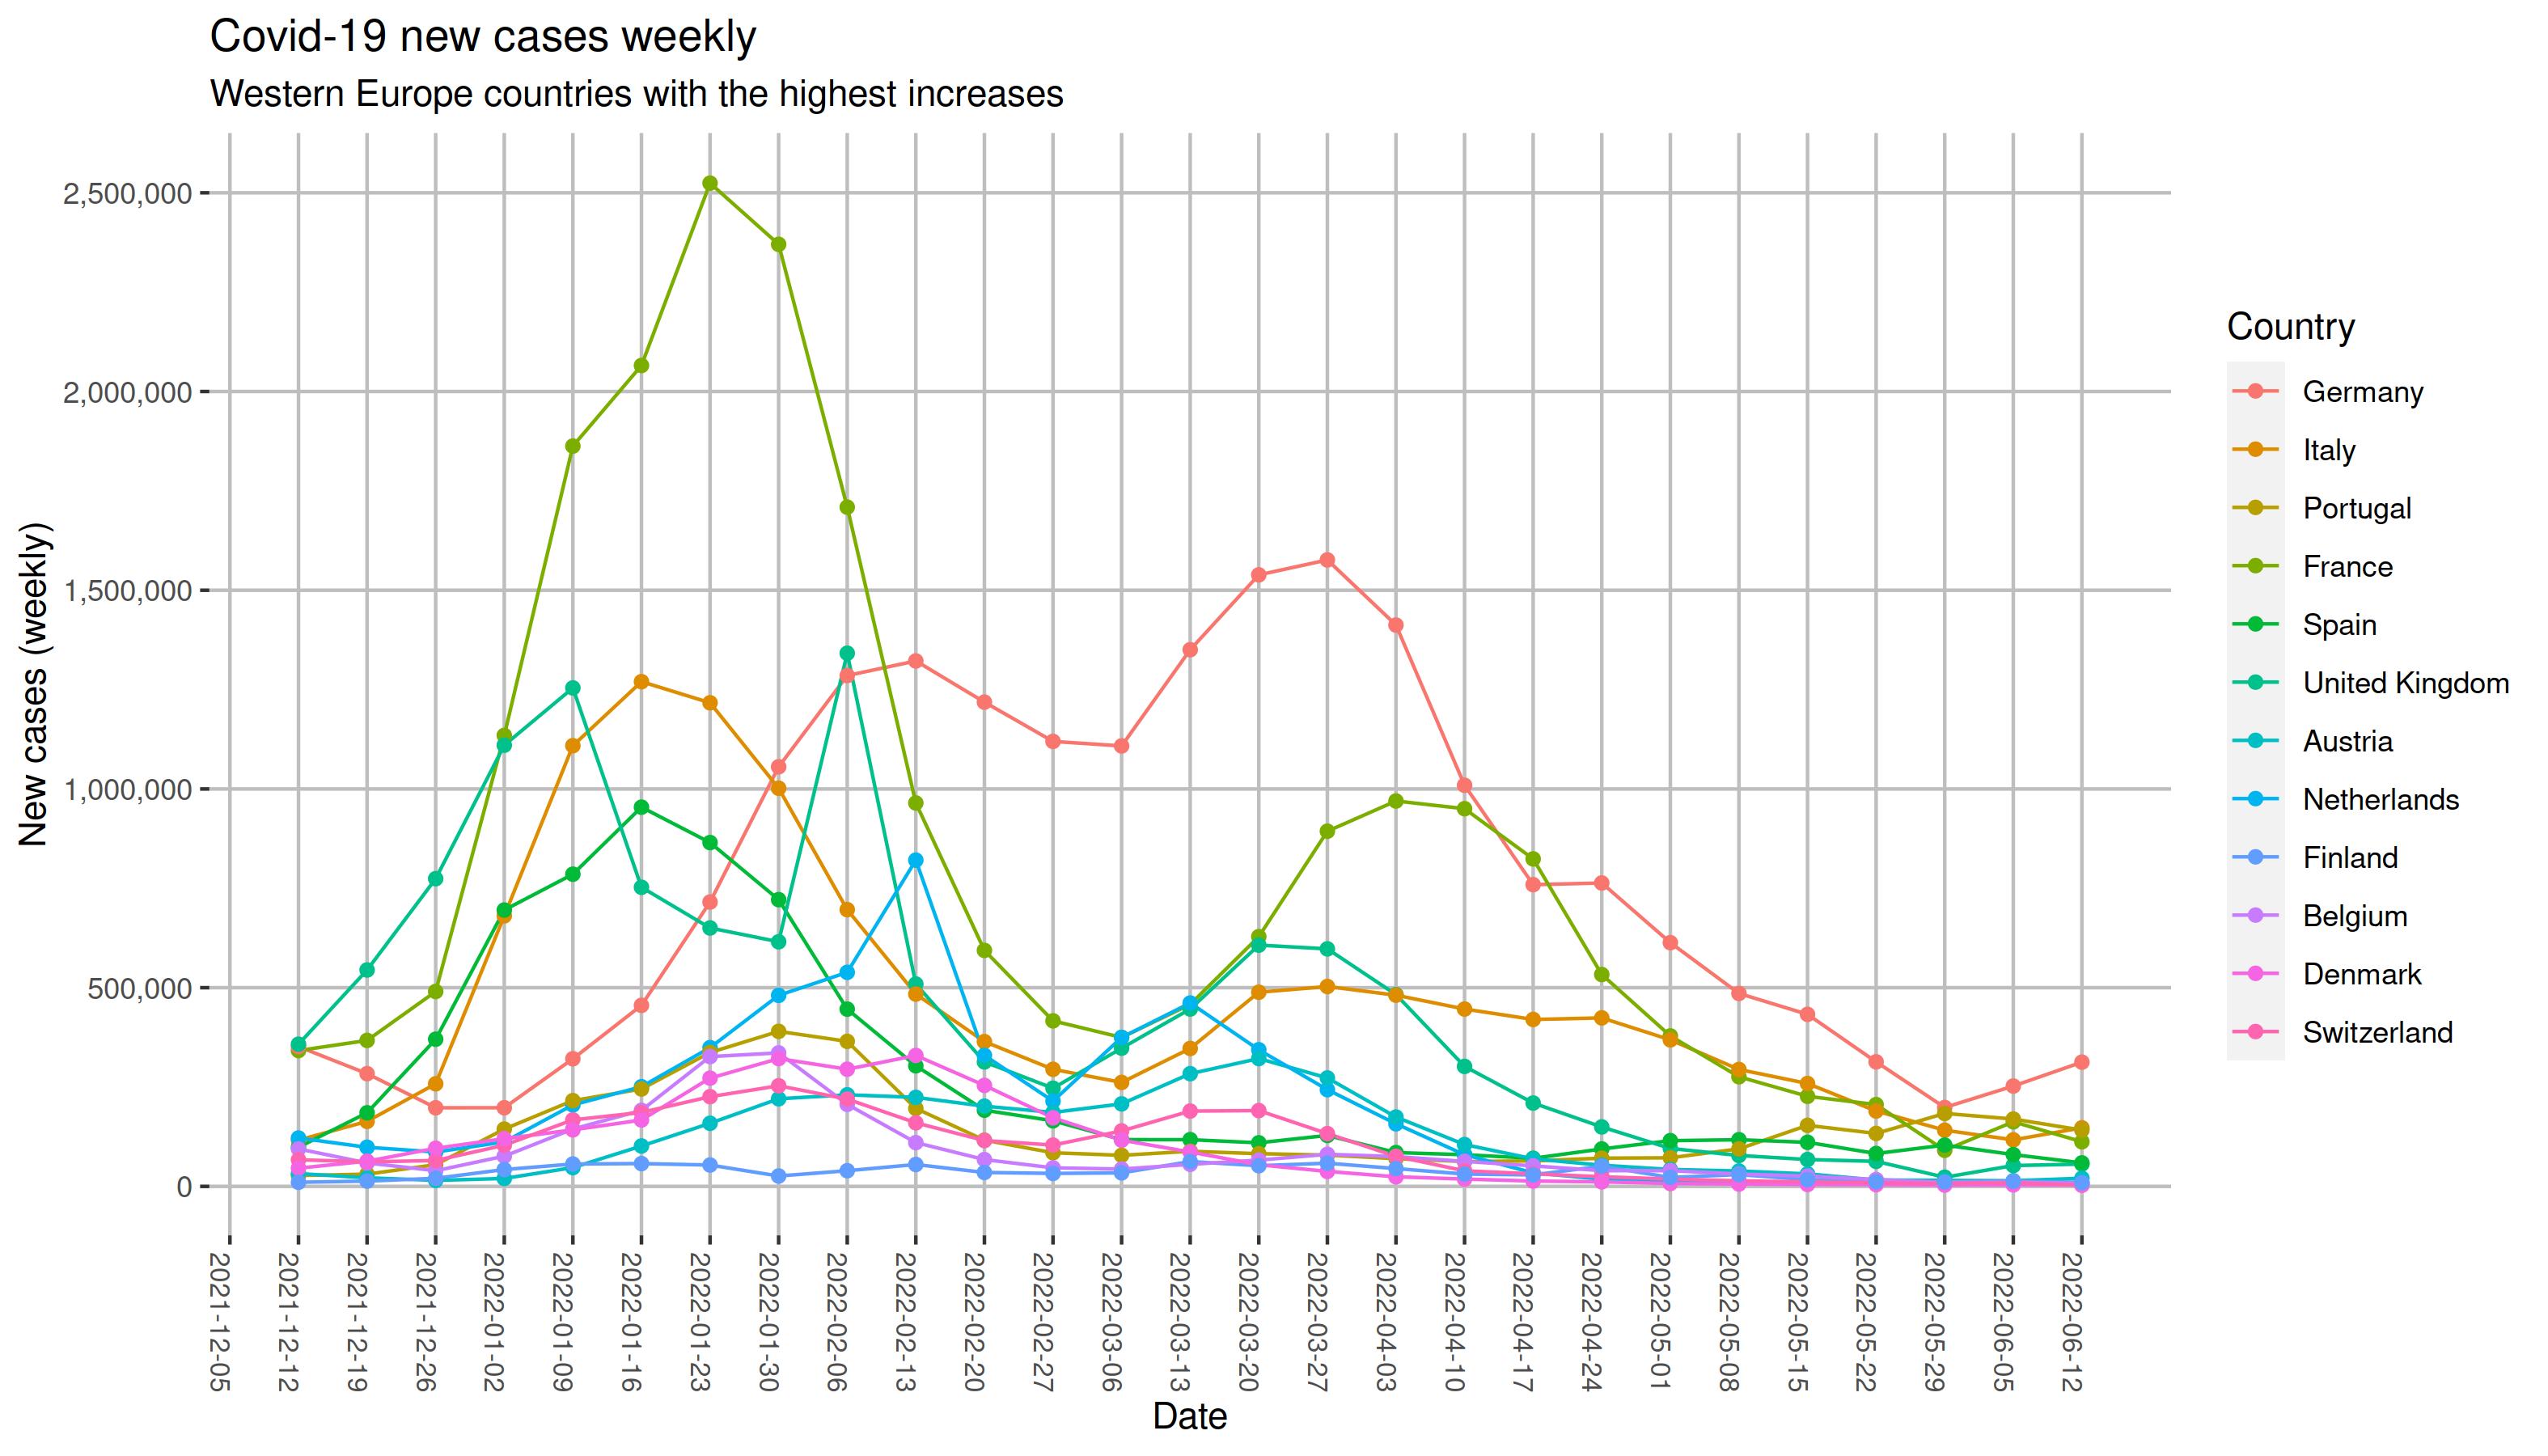 Covid-19 new cases weekly
Western Europe countries with the highest increases
New cases (weekly)
2,500,000
2,000,000
1,500,000
1,000,000
500,000
0
2021-12-05
2021-12-12
2021-12-19
2021-12-26
2022-01-02
2022-01-09
2022-01-16
2022-01-23
2022-01-30
2022-02-06
2022-02-13
2022-02-20
2022-02-27
2022-03-06
2022-03-13
2022-03-20
2022-03-27
2022-04-03
2022-04-10
2022-04-17
2022-04-24
2022-05-01
2022-05-08
2022-05-15
2022-05-22
2022-05-29
2022-06-05
2022-06-12
Date
Country
Germany
Italy
Portugal
France
Spain
United Kingdom
Austria
Netherlands
Finland
Belgium
Denmark
Switzerland